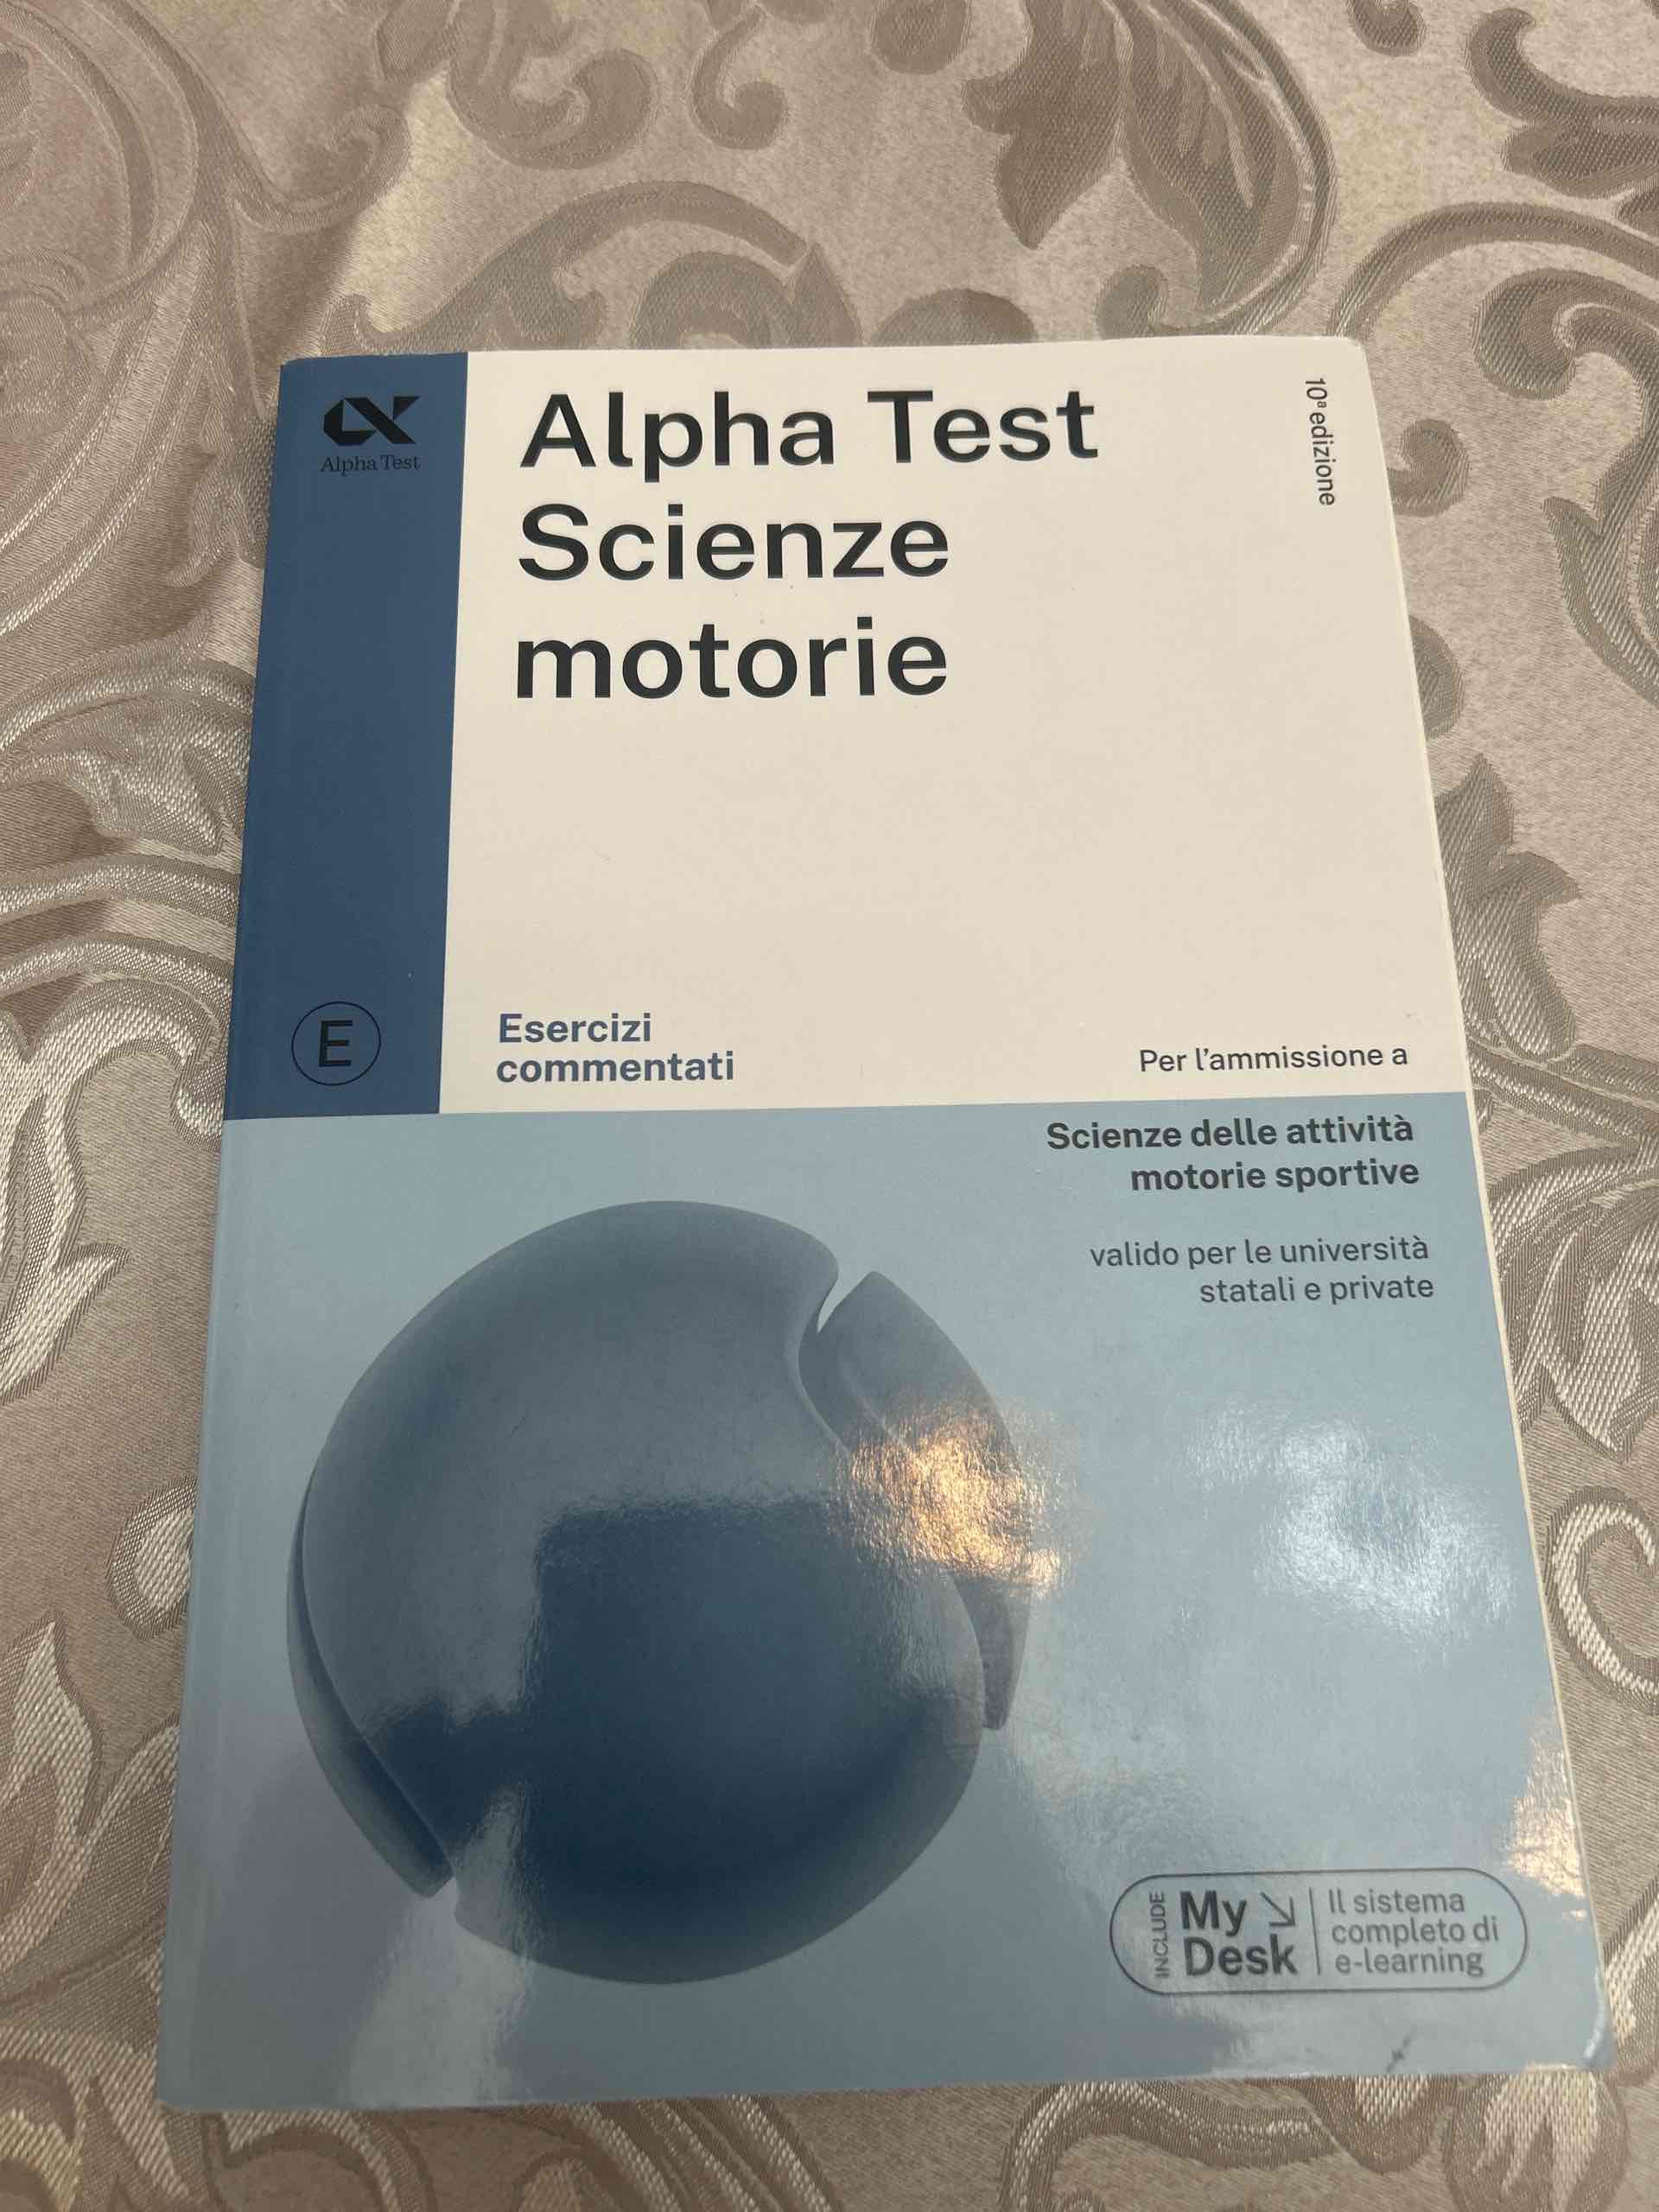 Alpha Test
Alpha Test
Scienze
motorie
10ª edizione
E
Esercizi
commentati
Per l'ammissione a
Scienze delle attività
motorie sportive
valido per le università
statali e private
INCLUDE
My
Desk
Il sistema
completo di
e-learning